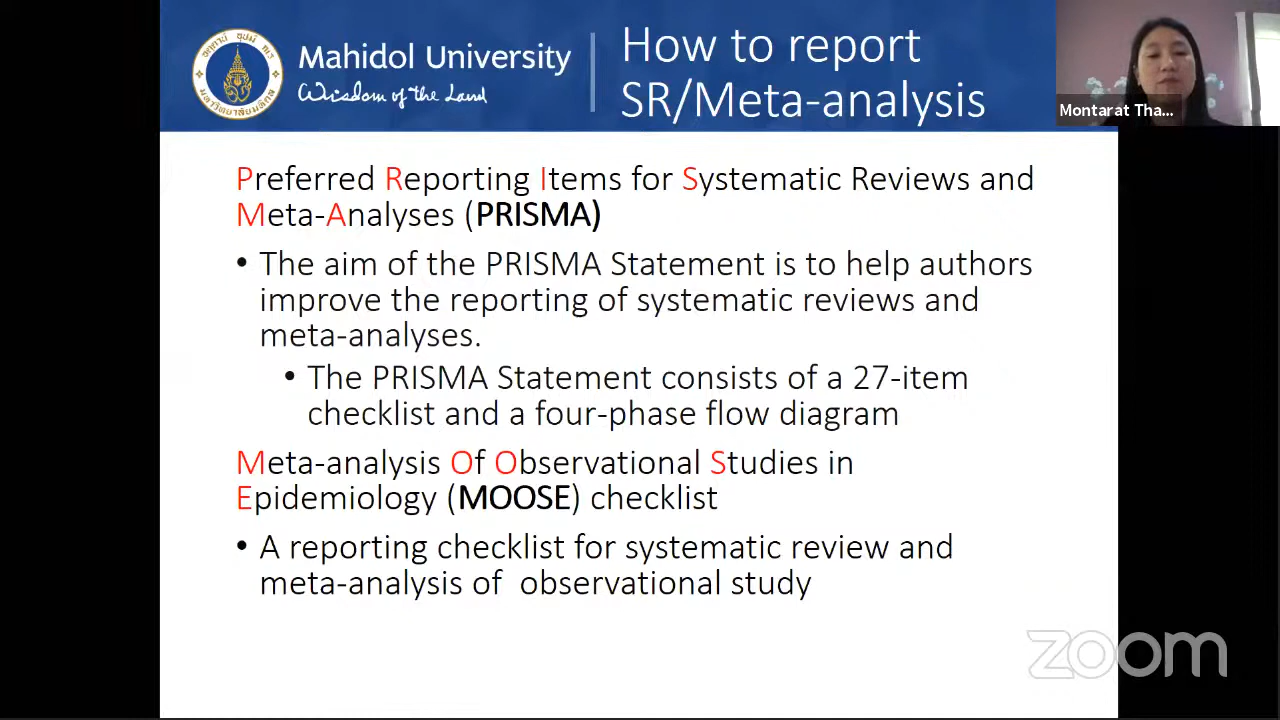 Mahidol University
Wisdom of the Land
How to report
SR/Meta-analysis
Montarat Tha...
Preferred Reporting Items for Systematic Reviews and
Meta-Analyses (PRISMA)
• The aim of the PRISMA Statement is to help authors
improve the reporting of systematic reviews and
meta-analyses.
• The PRISMA Statement consists of a 27-item
checklist and a four-phase flow diagram
Meta-analysis Of Observational Studies in
Epidemiology (MOOSE) checklist
• A reporting checklist for systematic review and
meta-analysis of observational study
zoom